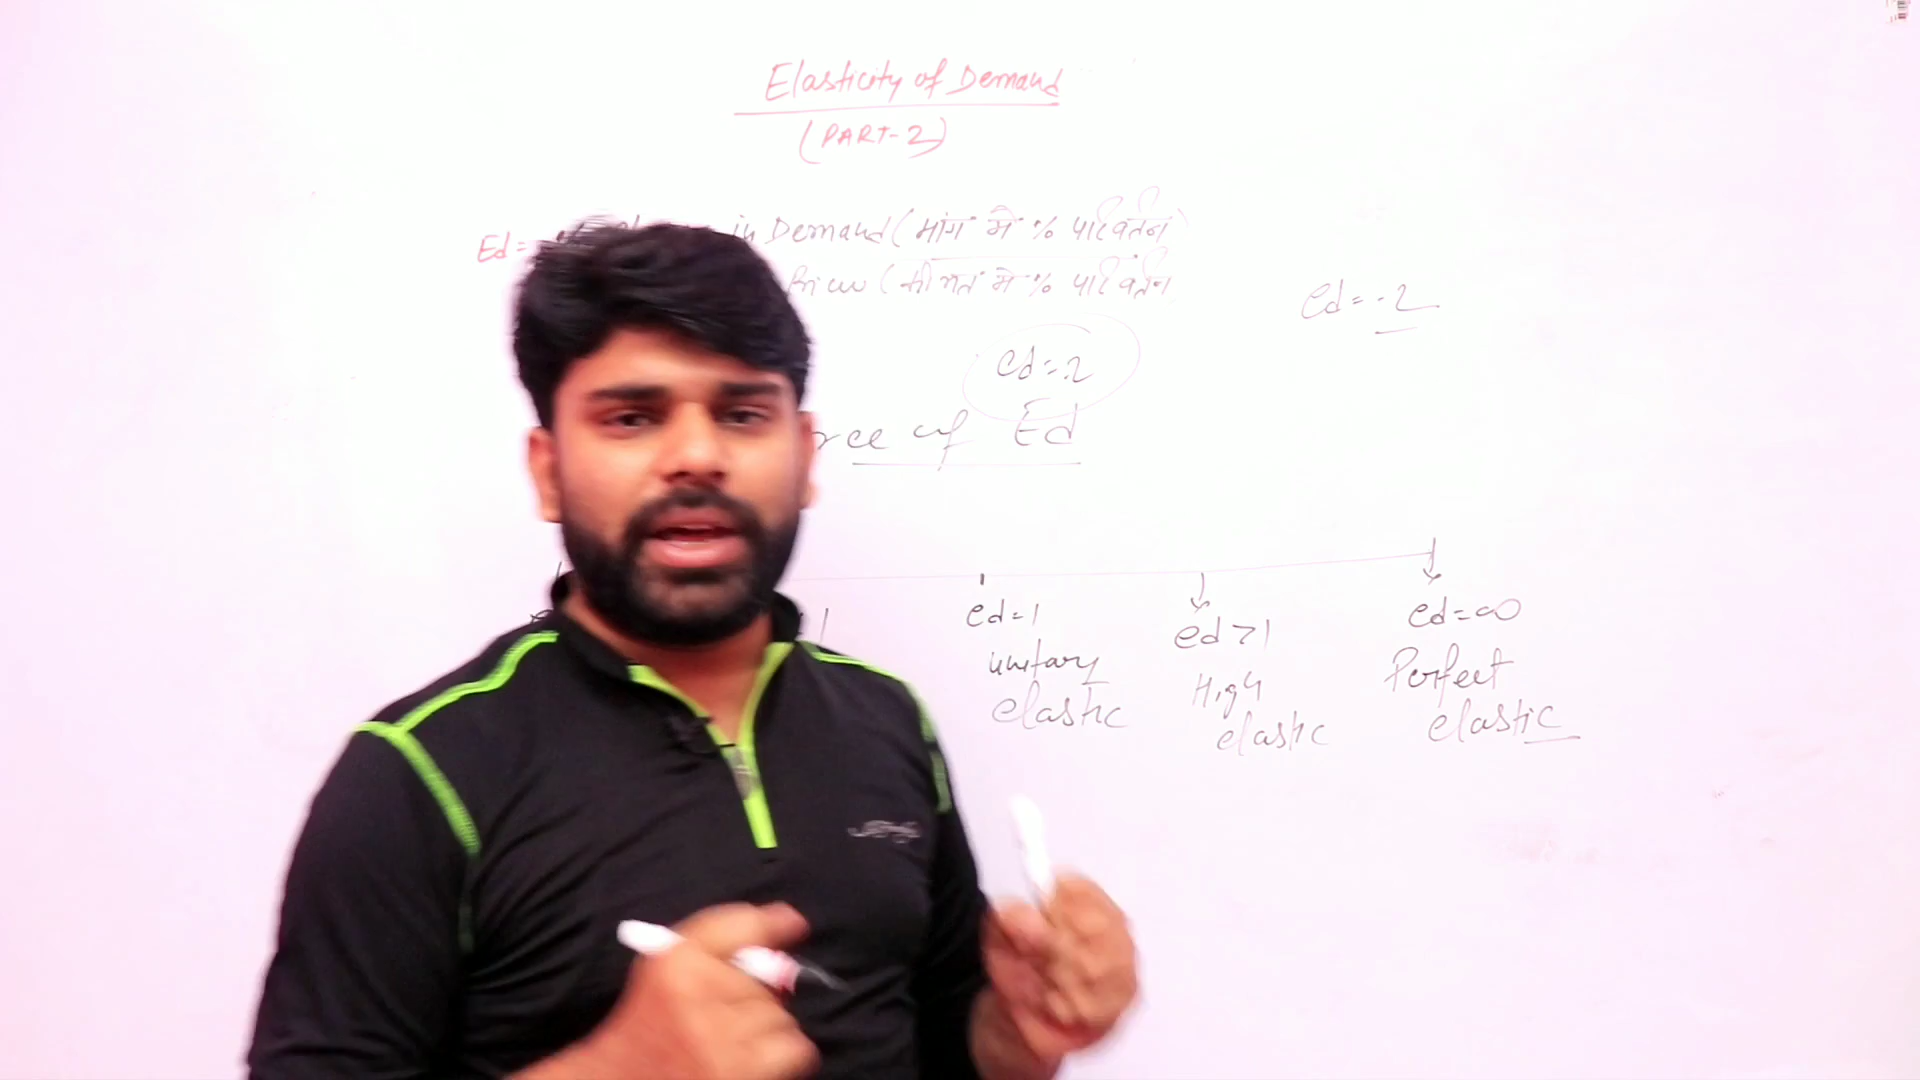 Elasticity of Demand
(PART-2)
Ed = in Demand (मांग में % परिवर्तन)
Price (कीमत में % परिवर्तन
ed = -2
ed = 2
of Ed
ed = 1
ed > 1
ed = ∞
unitary
elastic
High
elastic
Perfect
elastic